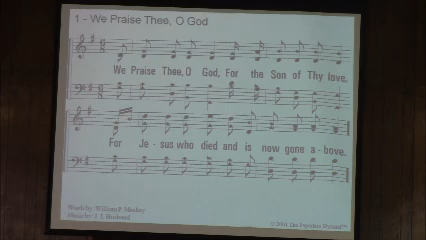 1 - We Praise Thee, O God
We Praise Thee, O God, For the Son of Thy love,
For Je - sus who died and is now gone a - bove.
Words by: William P. Mackay
Music by: J. J. Husband